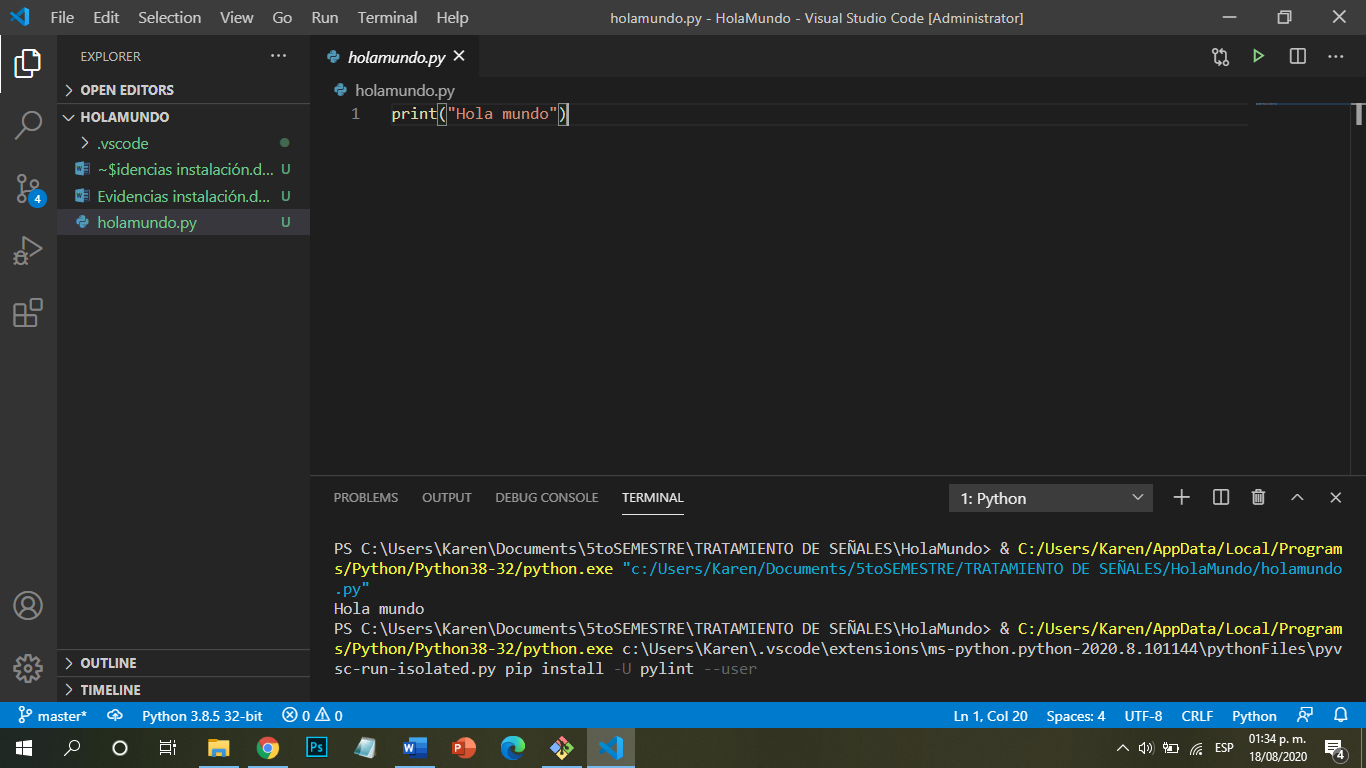 File Edit Selection View Go Run Terminal Help
holamundo.py - HolaMundo - Visual Studio Code [Administrator]
EXPLORER
OPEN EDITORS
HOLAMUNDO
.vscode
~$idencias instalación.d... U
Evidencias instalación.d... U
holamundo.py U
4
OUTLINE
TIMELINE
holamundo.py
holamundo.py
1 print("Hola mundo")
PROBLEMS OUTPUT DEBUG CONSOLE TERMINAL
1: Python
PS C:\Users\Karen\Documents\5toSEMESTRE\TRATAMIENTO DE SEÑALES\HolaMundo> & C:/Users/Karen/AppData/Local/Program
s/Python/Python38-32/python.exe "c:/Users/Karen/Documents/5toSEMESTRE/TRATAMIENTO DE SEÑALES/HolaMundo/holamundo
.py"
Hola mundo
PS C:\Users\Karen\Documents\5toSEMESTRE\TRATAMIENTO DE SEÑALES\HolaMundo> & C:/Users/Karen/AppData/Local/Program
s/Python/Python38-32/python.exe c:\Users\Karen\.vscode\extensions\ms-python.python-2020.8.101144\pythonFiles\pyv
sc-run-isolated.py pip install -U pylint --user
master* Python 3.8.5 32-bit 0 0 Ln 1, Col 20 Spaces: 4 UTF-8 CRLF Python
Ps
ESP
01:34 p. m.
18/08/2020
4